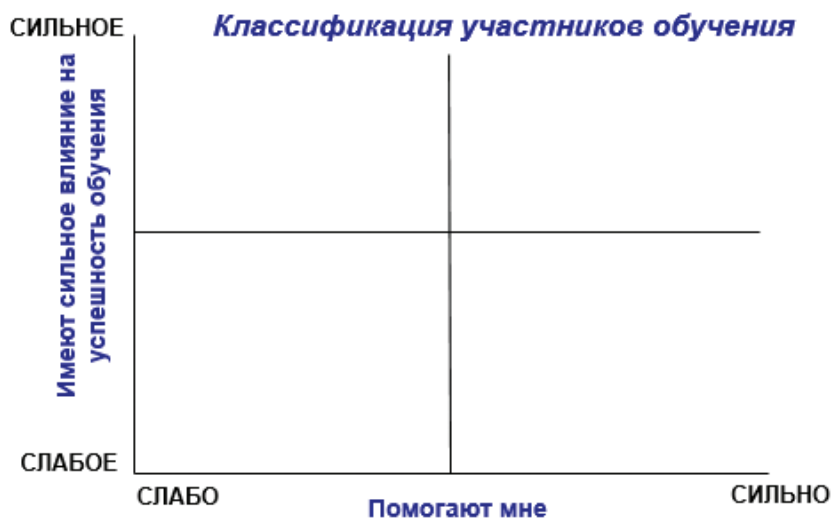 СИЛЬНОЕ
Классификация участников обучения
Имеют сильное влияние на
успешность обучения
СЛАБОЕ
СЛАБО
Помогают мне
СИЛЬНО